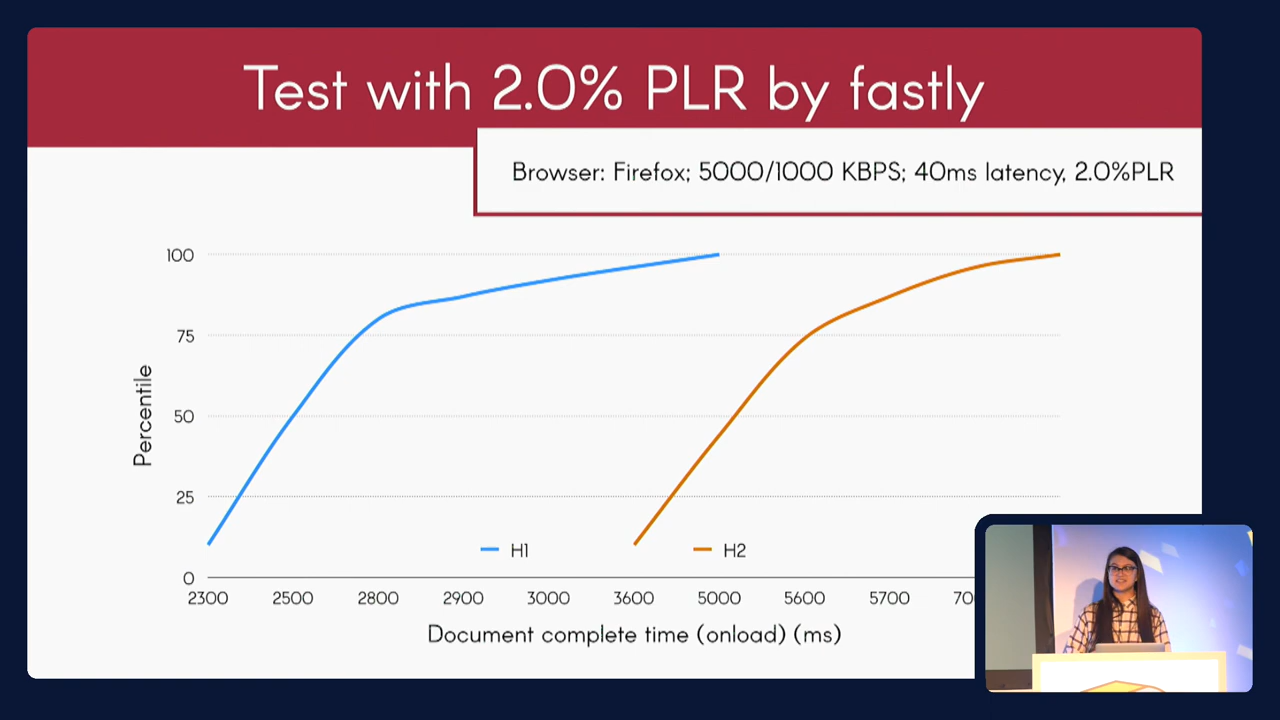 Test with 2.0% PLR by fastly
Browser: Firefox; 5000/1000 KBPS; 40ms latency, 2.0%PLR
100
75
50
25
0
Percentile
H1
H2
2300 2500 2800 2900 3000 3600 5000 5600 5700
Document complete time (onload) (ms)